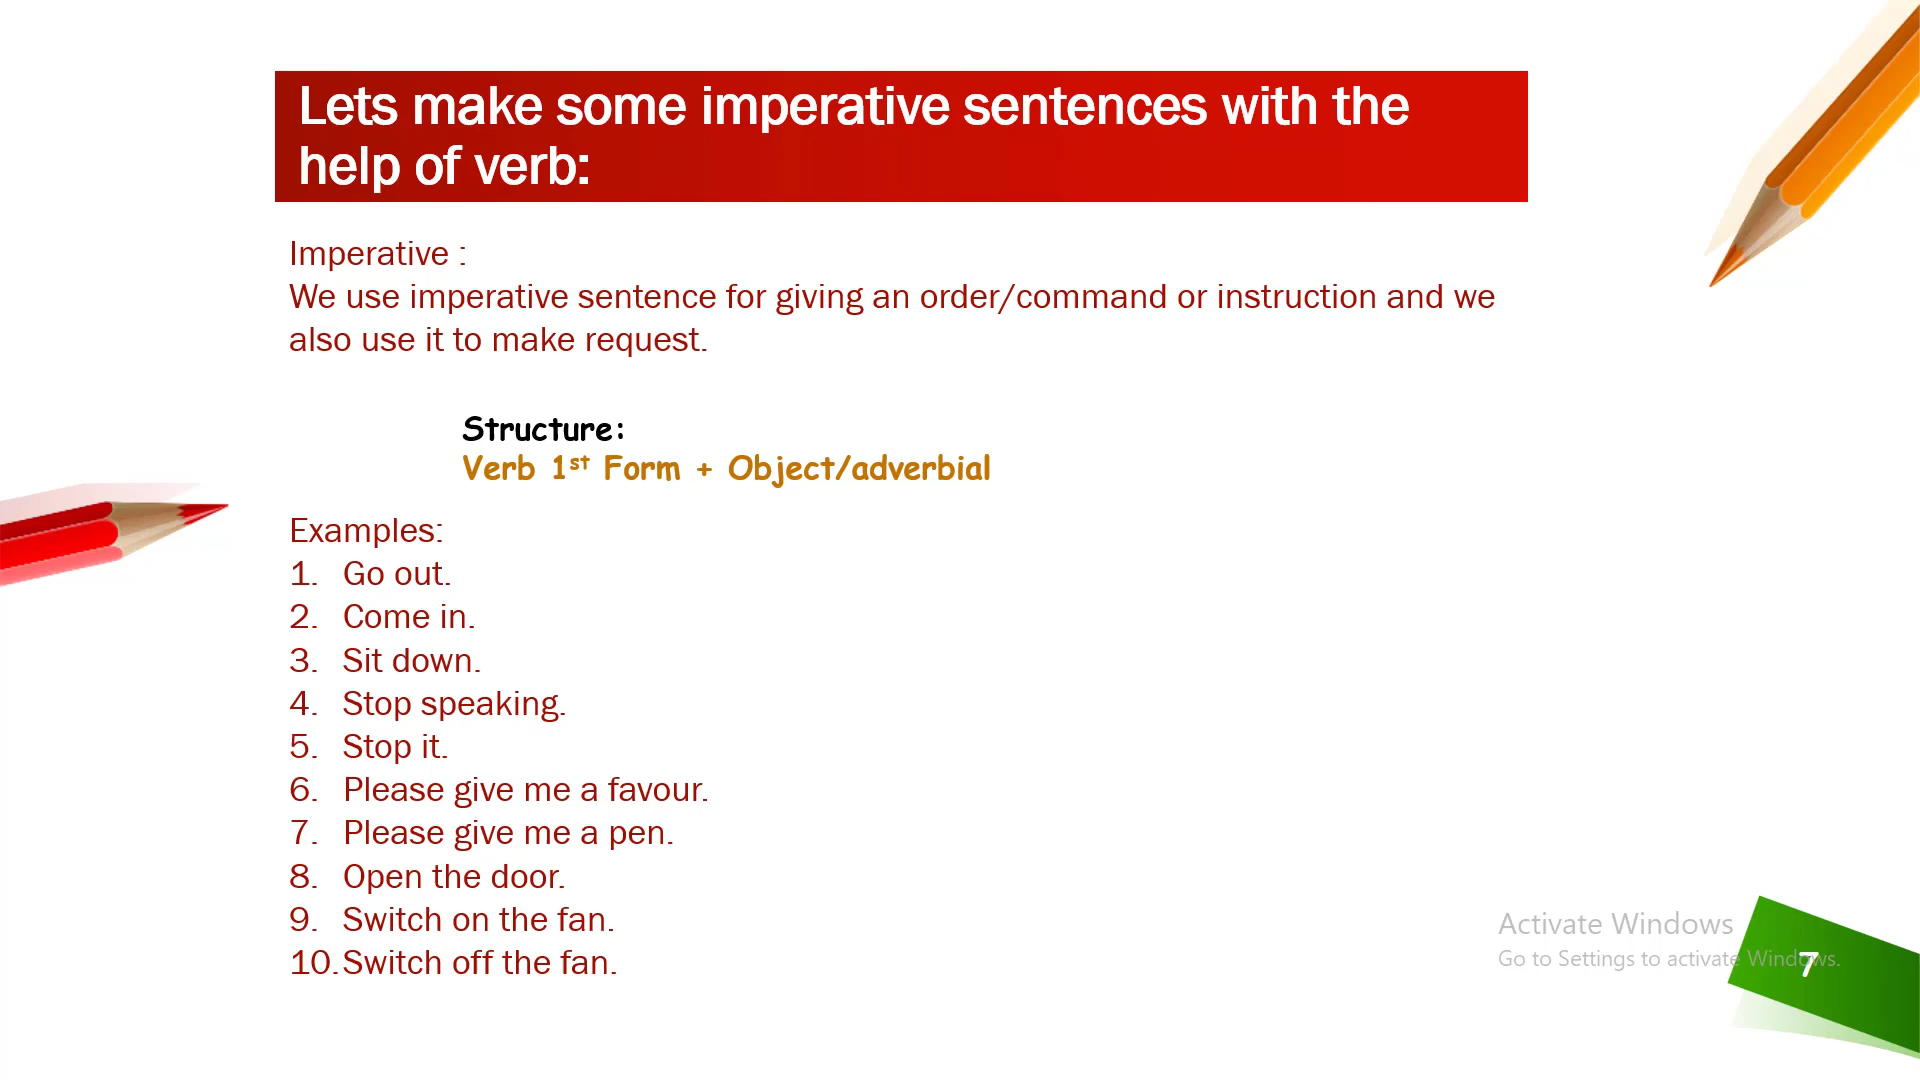 Lets make some imperative sentences with the
help of verb:
Imperative :
We use imperative sentence for giving an order/command or instruction and we
also use it to make request.
Structure:
Verb 1st Form + Object/adverbial
Examples:
1. Go out.
2. Come in.
3. Sit down.
4. Stop speaking.
5. Stop it.
6. Please give me a favour.
7. Please give me a pen.
8. Open the door.
9. Switch on the fan.
10. Switch off the fan.
Activate Windows
Go to Settings to activate Windows.
7